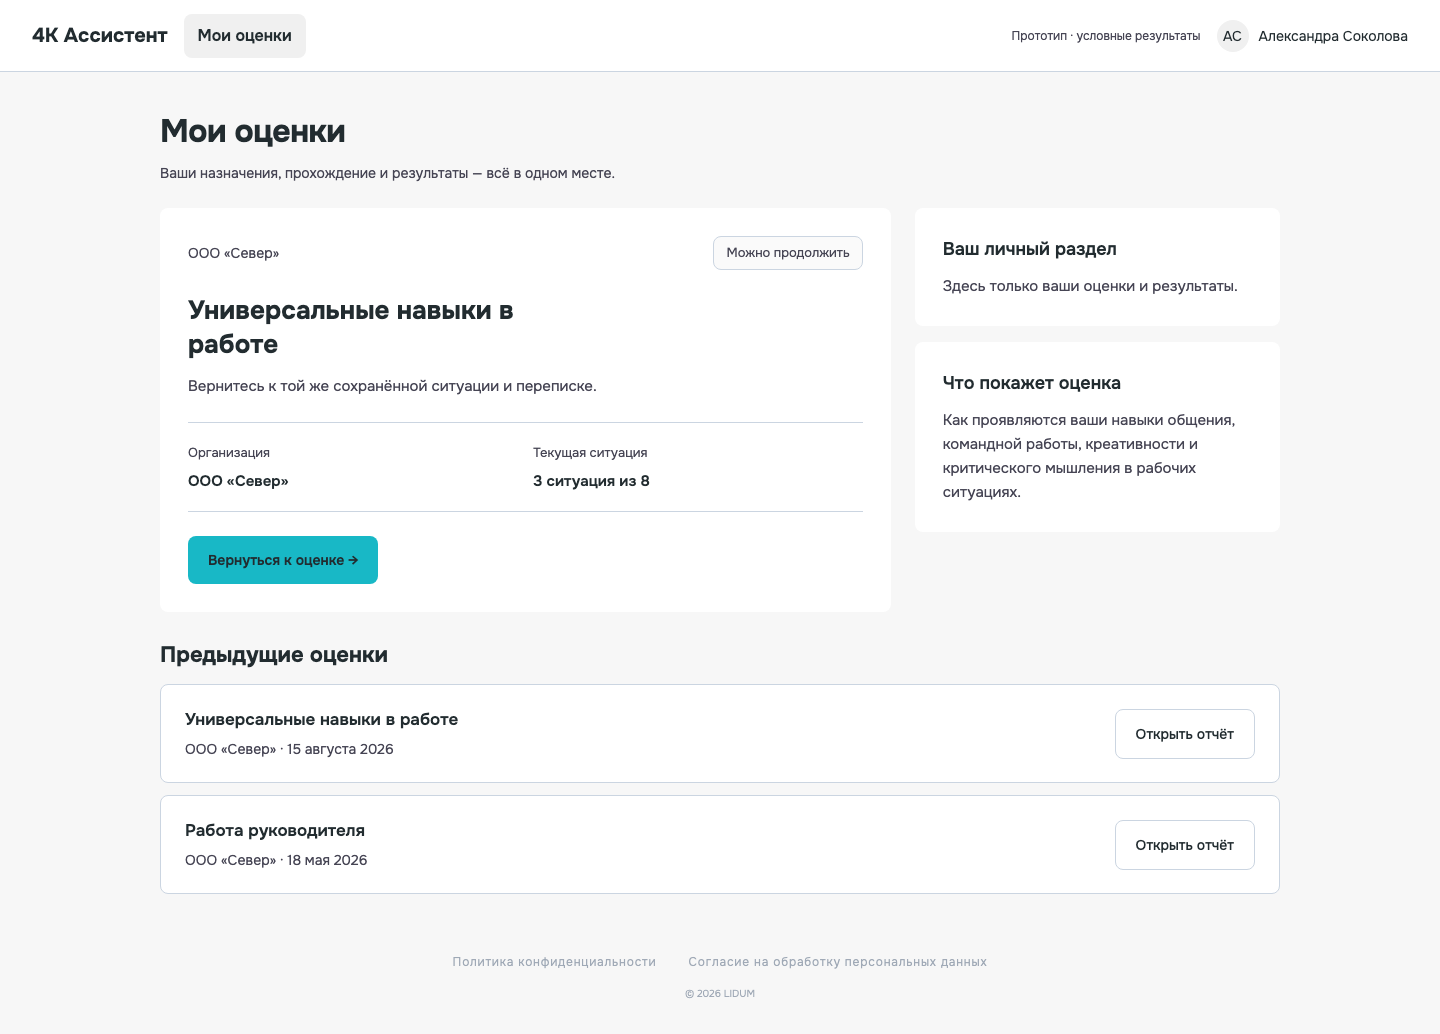 4К Ассистент
Мои оценки
Прототип · условные результаты
АС
Александра Соколова
Мои оценки
Ваши назначения, прохождение и результаты — всё в одном месте.
ООО «Север»
Можно продолжить
Универсальные навыки в
работе
Вернитесь к той же сохранённой ситуации и переписке.
Организация
ООО «Север»
Текущая ситуация
3 ситуация из 8
Вернуться к оценке →
Ваш личный раздел
Здесь только ваши оценки и результаты.
Что покажет оценка
Как проявляются ваши навыки общения,
командной работы, креативности и
критического мышления в рабочих
ситуациях.
Предыдущие оценки
Универсальные навыки в работе
ООО «Север» · 15 августа 2026
Открыть отчёт
Работа руководителя
ООО «Север» · 18 мая 2026
Открыть отчёт
Политика конфиденциальности
Согласие на обработку персональных данных
© 2026 LIDUM